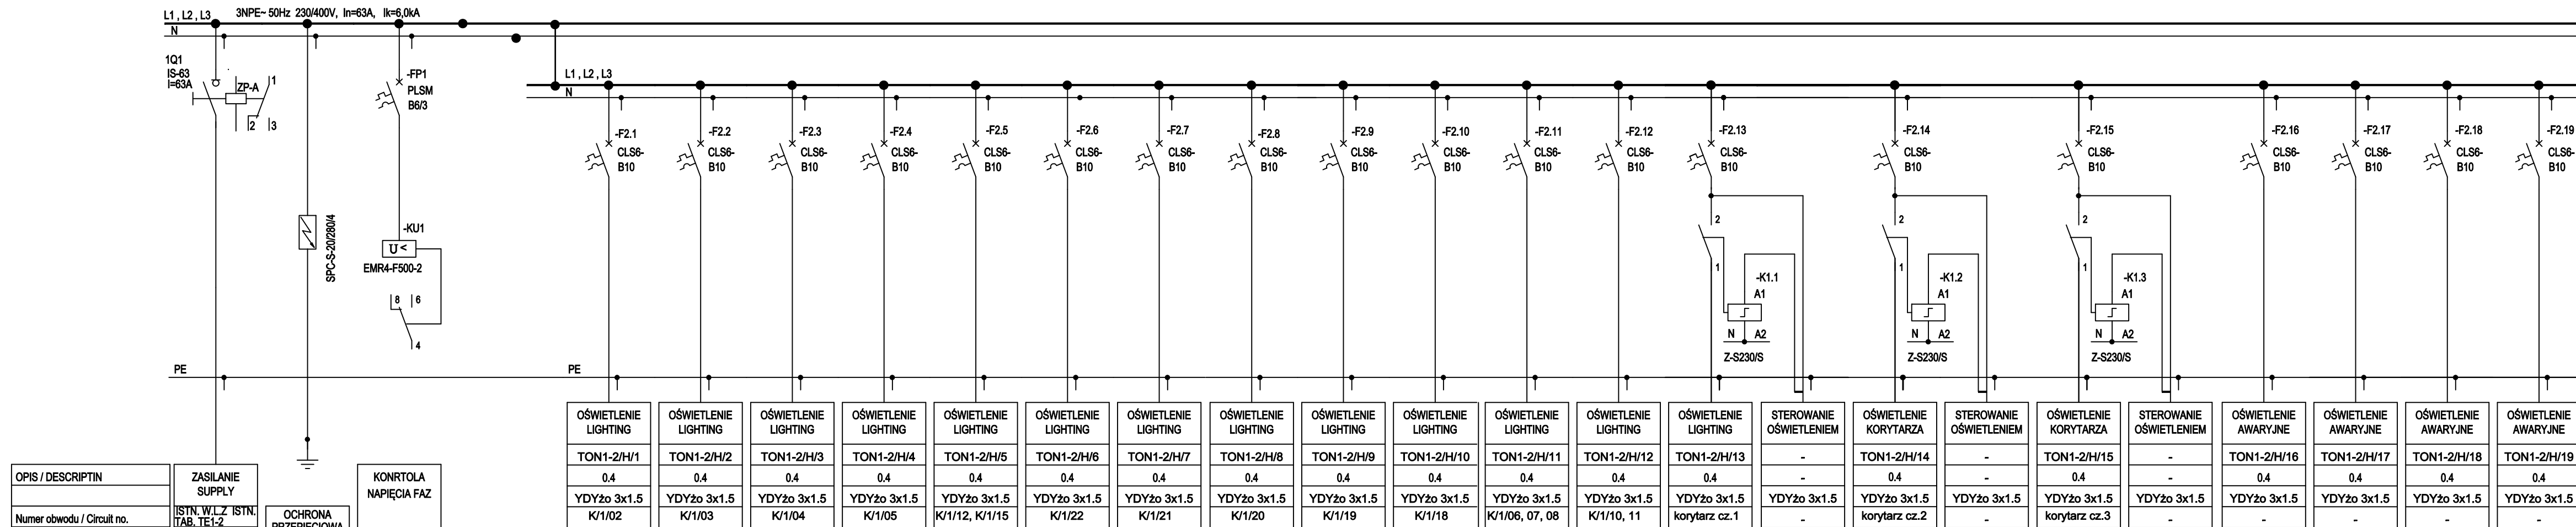 L1 , L2 , L3 3NPE~ 50Hz 230/400V, In=63A, Ik=6,0kA
N
1Q1
IS-63
I=63A
ZP-A
1
2
3
SPC-S-20/280/4
-FP1
PLSM
B6/3
-KU1
U<
EMR4-F500-2
8 6
4
PE
L1 , L2 , L3
N
-F2.1 -F2.2 -F2.3 -F2.4 -F2.5 -F2.6 -F2.7 -F2.8 -F2.9 -F2.10 -F2.11 -F2.12 -F2.13 -F2.14 -F2.15 -F2.16 -F2.17 -F2.18 -F2.19
CLS6- CLS6- CLS6- CLS6- CLS6- CLS6- CLS6- CLS6- CLS6- CLS6- CLS6- CLS6- CLS6- CLS6- CLS6- CLS6- CLS6- CLS6- CLS6-
B10 B10 B10 B10 B10 B10 B10 B10 B10 B10 B10 B10 B10 B10 B10 B10 B10 B10 B10
2 2 2
1 1 1
-K1.1 -K1.2 -K1.3
A1 A1 A1
N A2 N A2 N A2
Z-S230/S Z-S230/S Z-S230/S
PE
OŚWIETLENIE OŚWIETLENIE OŚWIETLENIE OŚWIETLENIE OŚWIETLENIE OŚWIETLENIE OŚWIETLENIE OŚWIETLENIE OŚWIETLENIE OŚWIETLENIE OŚWIETLENIE OŚWIETLENIE OŚWIETLENIE STEROWANIE OŚWIETLENIE STEROWANIE OŚWIETLENIE STEROWANIE OŚWIETLENIE OŚWIETLENIE OŚWIETLENIE OŚWIETLENIE
LIGHTING LIGHTING LIGHTING LIGHTING LIGHTING LIGHTING LIGHTING LIGHTING LIGHTING LIGHTING LIGHTING LIGHTING LIGHTING OŚWIETLENIEM KORYTARZA OŚWIETLENIEM KORYTARZA OŚWIETLENIEM AWARYJNE AWARYJNE AWARYJNE AWARYJNE
TON1-2/H/1 TON1-2/H/2 TON1-2/H/3 TON1-2/H/4 TON1-2/H/5 TON1-2/H/6 TON1-2/H/7 TON1-2/H/8 TON1-2/H/9 TON1-2/H/10 TON1-2/H/11 TON1-2/H/12 TON1-2/H/13 - TON1-2/H/14 - TON1-2/H/15 - TON1-2/H/16 TON1-2/H/17 TON1-2/H/18 TON1-2/H/19
0.4 0.4 0.4 0.4 0.4 0.4 0.4 0.4 0.4 0.4 0.4 0.4 0.4 - 0.4 - 0.4 - 0.4 0.4 0.4 0.4
YDYżo 3x1.5 YDYżo 3x1.5 YDYżo 3x1.5 YDYżo 3x1.5 YDYżo 3x1.5 YDYżo 3x1.5 YDYżo 3x1.5 YDYżo 3x1.5 YDYżo 3x1.5 YDYżo 3x1.5 YDYżo 3x1.5 YDYżo 3x1.5 YDYżo 3x1.5 YDYżo 3x1.5 YDYżo 3x1.5 YDYżo 3x1.5 YDYżo 3x1.5 YDYżo 3x1.5 YDYżo 3x1.5 YDYżo 3x1.5 YDYżo 3x1.5 YDYżo 3x1.5
K/1/02 K/1/03 K/1/04 K/1/05 K/1/12, K/1/15 K/1/22 K/1/21 K/1/20 K/1/19 K/1/18 K/1/06, 07, 08 K/1/10, 11 korytarz cz.1 - korytarz cz.2 - korytarz cz.3 - - - - -
OPIS / DESCRIPTIN
Numer obwodu / Circuit no.
ZASILANIE
SUPPLY
ISTN. W.L.Z ISTN.
TAB. TE1-2
OCHRONA
PRZEPIĘCIOWA
KONRTOLA
NAPIĘCIA FAZ